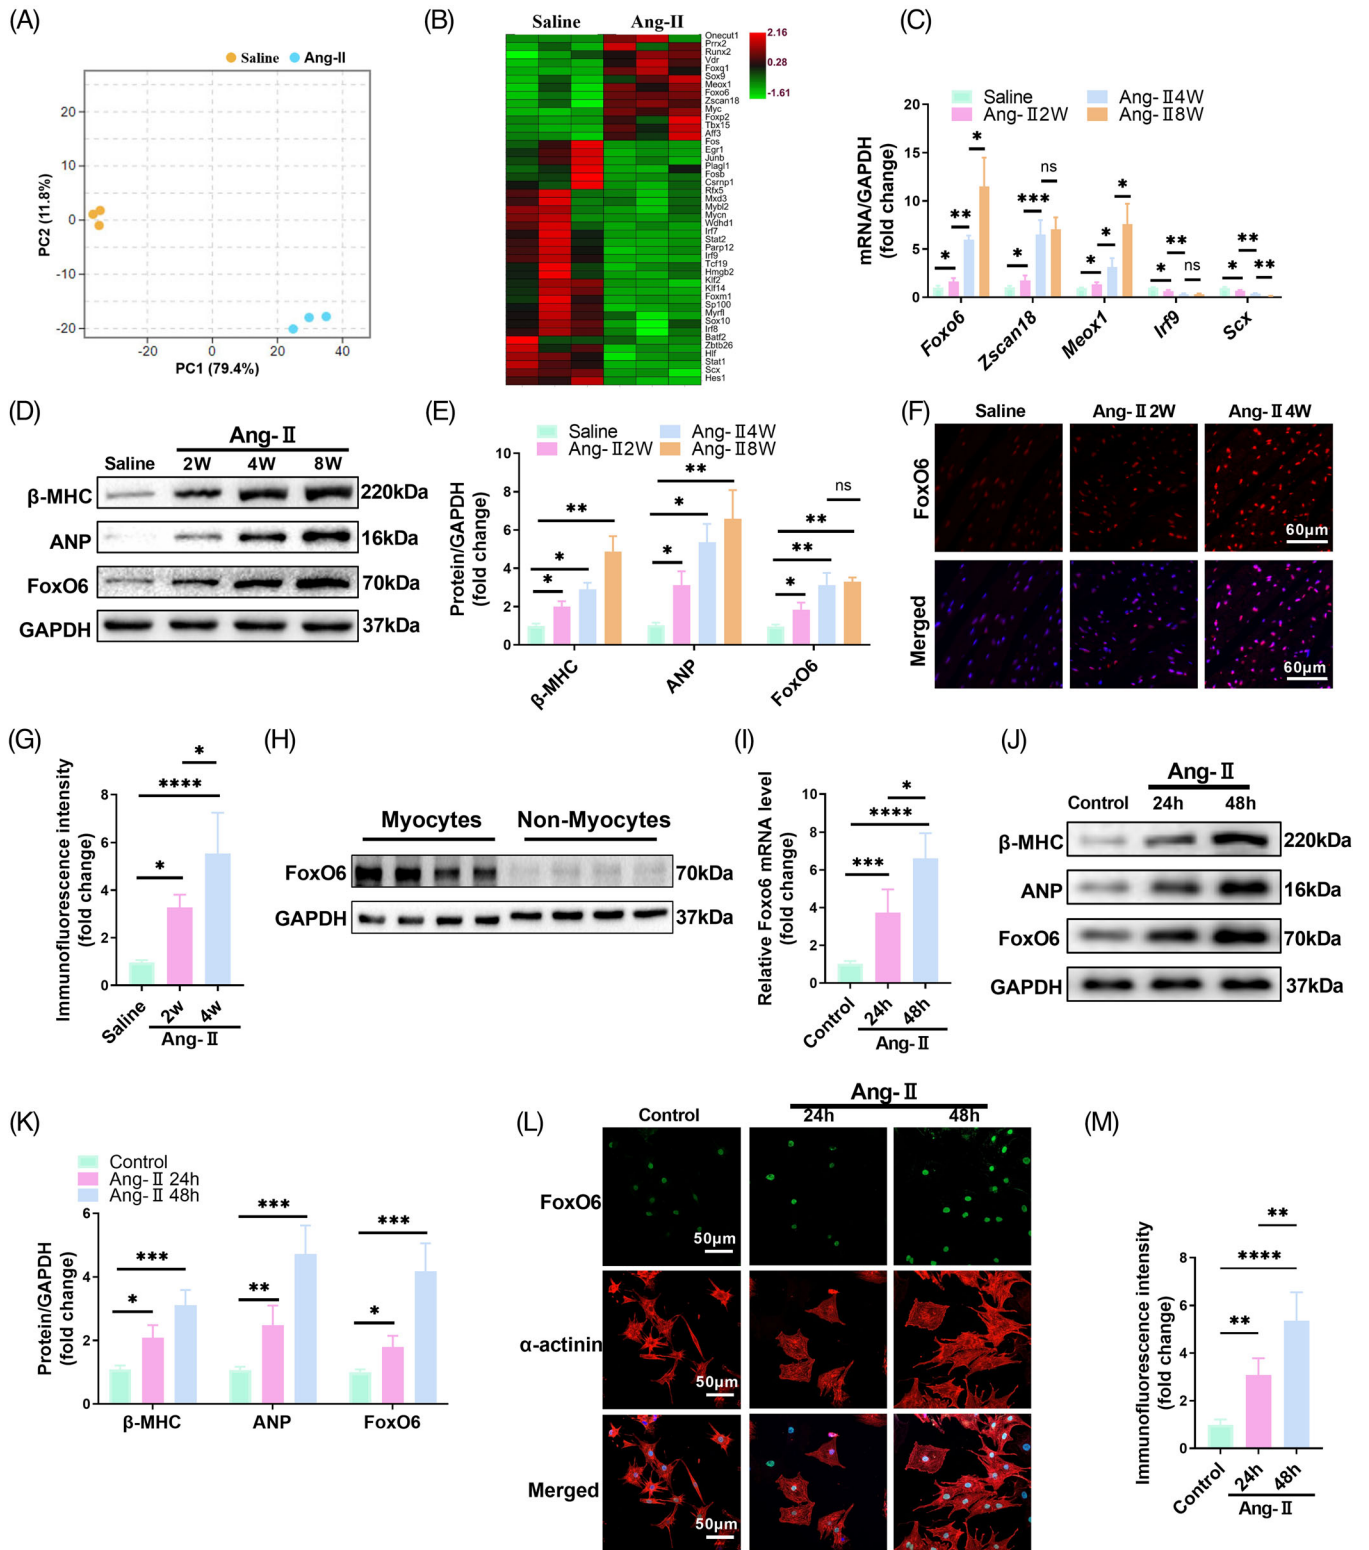 (A)
Saline Ang-II
20
10
0
-10
-20
-20 0 20 40
PC2 (11.8%)
PC1 (79.4%)
(B)
Saline Ang-II
Onecut1
Prrx2
Runx2
Vdr
Foxq1
Sox9
Meox1
Foxo6
Zscan18
Myc
Foxp2
Tbx15
Aff3
Fos
Egr1
Junb
Plagl1
Fosb
Csrnp1
Rfx5
Mxd3
Mybl2
Mycn
Wdhd1
Irf7
Stat2
Parp12
Irf9
Tcf19
Hmgb2
Klf2
Klf14
Foxm1
Sp100
Myrfl
Sox10
Irf8
Batf2
Zbtb26
Hlf
Stat1
Scx
Hes1
2.16
0.28
-1.61
(C)
Saline Ang-Ⅱ4W
Ang-Ⅱ2W Ang-Ⅱ8W
mRNA/GAPDH
(fold change)
20
15
10
5
0
* ** *
* *** ns
* * *
* ** ns
* ** **
Foxo6 Zscan18 Meox1 Irf9 Scx
(D)
Ang-Ⅱ
Saline 2W 4W 8W
β-MHC 220kDa
ANP 16kDa
FoxO6 70kDa
GAPDH 37kDa
(E)
Saline Ang-Ⅱ4W
Ang-Ⅱ2W Ang-Ⅱ8W
Protein/GAPDH
(fold change)
10
8
6
4
2
0
* * **
* * **
* ** ** ns
β-MHC ANP FoxO6
(F)
Saline Ang-Ⅱ 2W Ang-Ⅱ 4W
FoxO6
60μm
Merged
60μm
(G)
Immunofluorescence intensity
(fold change)
8
6
4
2
0
*
****
*
Saline 2w 4w
Ang-Ⅱ
(H)
Myocytes Non-Myocytes
FoxO6 70kDa
GAPDH 37kDa
(I)
Relative Foxo6 mRNA level
(fold change)
10
8
6
4
2
0
*
****
***
Control 24h 48h
Ang-Ⅱ
(J)
Ang-Ⅱ
Control 24h 48h
β-MHC 220kDa
ANP 16kDa
FoxO6 70kDa
GAPDH 37kDa
(K)
Control
Ang-Ⅱ 24h
Ang-Ⅱ 48h
Protein/GAPDH
(fold change)
6
4
2
0
* ***
** ***
* ***
β-MHC ANP FoxO6
(L)
Ang-Ⅱ
Control 24h 48h
FoxO6
50μm
α-actinin
50μm
Merged
50μm
(M)
Immunofluorescence intensity
(fold change)
8
6
4
2
0
**
****
**
Control 24h 48h
Ang-Ⅱ